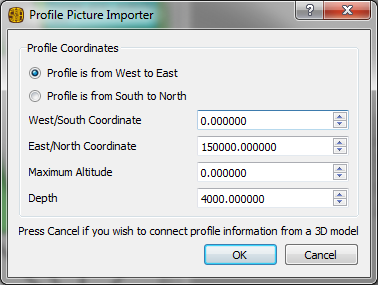 Profile Picture Importer
Profile Coordinates
Profile is from West to East
Profile is from South to North
West/South Coordinate 0.000000
East/North Coordinate 150000.000000
Maximum Altitude 0.000000
Depth 4000.000000
Press Cancel if you wish to connect profile information from a 3D model
OK Cancel